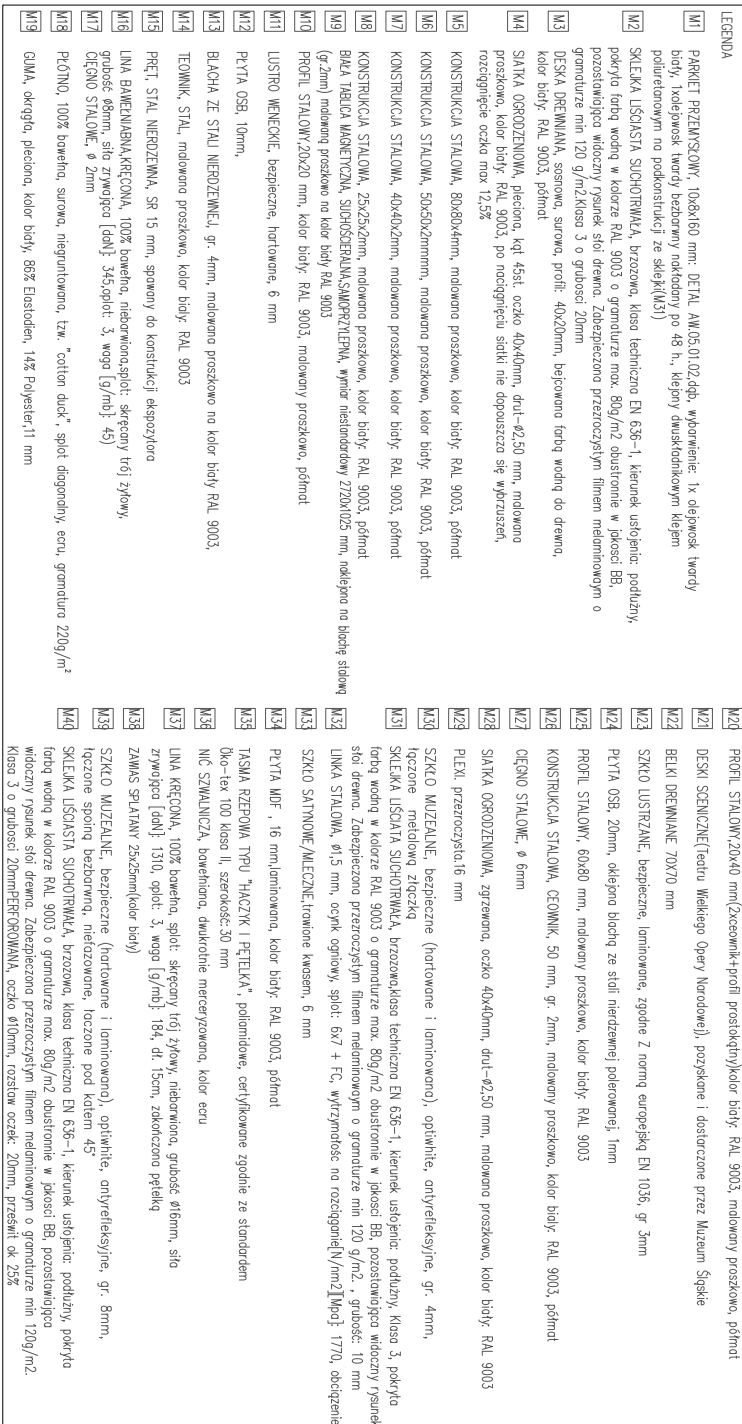 LEGENDA
M1 PARKIET PRZEMYSŁOWY, 10x8x160 mm: DETAL AW.05.01.02,dąb, wybarwienie: 1x olejowosk twardy
biały, 1xolejowosk twardy bezbarwny nakładany po 48 h., klejony dwuskładnikowym klejem
poliuretanowym na podkonstrukcji ze sklejki(M31)
M2 SKLEJKA LIŚCIASTA SUCHOTRWAŁA, brzozowa, klasa techniczna EN 636-1, kierunek usłojenia: podłużny,
pokryta farbą wodną w kolorze RAL 9003 o gramaturze max. 80g/m2 obustronnie w jakosci BB,
pozostawiająca widoczny rysunek słoi drewna. Zabezpieczona przezroczystym filmem melaminowaym o
gramaturze min 120 g/m2.Klasa 3 o grubosci 20mm
M3 DESKA DREWNIANA, sosnowa, surowa, profil: 40x20mm, bejcowana farbą wodną do drewna,
kolor biały: RAL 9003, półmat
M4 SIATKA OGRODZENIOWA, pleciona, kąt 45st. oczko 40x40mm, drut-ø2,50 mm, malowana
proszkowo, kolor biały: RAL 9003, po naciągnięciu siatki nie dopouszcza się wybrzuszeń,
rozciągnięcie oczka max 12,5%
M5 KONSTRUKCJA STALOWA, 80x80x4mm, malowana proszkowo, kolor biały: RAL 9003, półmat
M6 KONSTRUKCJA STALOWA, 50x50x2mmmm, malowana proszkowo, kolor biały: RAL 9003, półmat
M7 KONSTRUKCJA STALOWA, 40x40x2mm, malowana proszkowo, kolor biały: RAL 9003, półmat
M8 KONSTRUKCJA STALOWA, 25x25x2mm, malowana proszkowo, kolor biały: RAL 9003, półmat
M9 BIAŁA TABLICA MAGNETYCZNA, SUCHOŚCIERALNA,SAMOPRZYLEPNA, wymiar niestandardowy 2720x1025 mm, naklejona na blachę stalową
(gr.2mm) malowaną proszkowo na kolor biały RAL 9003
M10 PROFIL STALOWY,20x20 mm, kolor biały: RAL 9003, malowany proszkowo, półmat
M11 LUSTRO WENECKIE, bezpieczne, hartowane, 6 mm
M12 PŁYTA OSB, 10mm,
M13 BLACHA ZE STALI NIERDZEWNEJ, gr. 4mm, malowana proszkowo na kolor biały RAL 9003,
M14 TEOWNIK, STAL, malowana proszkowo, kolor biały: RAL 9003
M15 PRĘT, STAL NIERDZEWNA, SR 15 mm, spawany do konstrukcji ekspozytora
M16 LINA BAWEŁNIABNA,KRĘCONA, 100% bawełna, niebarwiona,splot: skręcany trój żyłowy,
grubość ø8mm, siła zrywająca [daN]: 345,oplot: 3, waga [g/mb]: 45)
M17 CIĘGNO STALOWE, ø 2mm
M18 PŁÓTNO, 100% bawełna, surowa, niegruntowana, tzw. "cotton duck", splot diagonalny, ecru, gramatura 220g/m²
M19 GUMA, okrągła, pleciona, kolor biały, 86% Elastodien, 14% Polyester,11 mm
M20 PROFIL STALOWY,20x40 mm(2xceownik+profil prostokątny)kolor biały: RAL 9003, malowany proszkowo, półmat
M21 DESKI SCENICZNE(Teatru Wielkiego Opery Narodowej), pozyskane i dostarczone przez Muzeum Śląskie
M22 BELKI DREWNIANE 70X70 mm
M23 SZKŁO LUSTRZANE, bezpieczne, laminowane, zgodne Z normą europejską EN 1036, gr 3mm
M24 PŁYTA OSB, 20mm, oklejona blachą ze stali nierdzewnej polerowanej, 1mm
M25 PROFIL STALOWY, 60x80 mm, malowany proszkowo, kolor biały: RAL 9003
M26 KONSTRUKCJA STALOWA, CEOWNIK, 50 mm, gr. 2mm, malowany proszkowo, kolor biały: RAL 9003, półmat
M27 CIĘGNO STALOWE, ø 6mm
M28 SIATKA OGRODZENIOWA, zgrzewana, oczko 40x40mm, drut-ø2,50 mm, malowana proszkowo, kolor biały: RAL 9003
M29 PLEXI. przezroczysta.16 mm
M30 SZKŁO MUZEALNE, bezpieczne (hartowane i laminowana), optiwhite, antyrefleksyjne, gr. 4mm,
łączone metalową złączką
M31 SKLEJKA LIŚCIATA SUCHOTRWAŁA, brzozowa,klasa techniczna EN 636-1, kierunek usłojenia: podłużny, Klasa 3, pokryta
farbą wodną w kolorze RAL 9003 o gramaturze max. 80g/m2 obustronnie w jakosci BB, pozostawiająca widoczny rysunek
słoi drewna. Zabezpieczona przezroczystym filmem melaminowaym o gramaturze min 120 g/m2. , grubość: 10 mm
M32 LINKA STALOWA, ø1,5 mm, ocynk ogniowy, splot: 6x7 + FC, wytrzymałośc na rozciąganie[N/nm2][Mpa]: 1770, obciązenie
M33 SZKŁO SATYNOWE/MLECZNE,trawione kwasem, 6 mm
M34 PŁYTA MDF , 16 mm,laminowana, kolor biały: RAL 9003, półmat
M35 TASMA RZEPOWA TYPU "HACZYK I PĘTELKA", poliamidowe, certyfikowane zgodnie ze standardem
Öko-tex 100 klasa II, szerokość:30 mm
M36 NIĆ SZWALNICZA, bawełniana, dwukrotnie merceryzowana, kolor ecru
M37 LINA KRĘCONA, 100% bawełna, splot: skręcany trój żyłowy, niebarwiona, grubość ø16mm, siła
zrywająca [daN]: 1310, oplot: 3, waga [g/mb]: 184, dł. 15cm, zakończona pętelką
M38 ZAWIAS SPLATANY 25x25mm(kolor biały)
M39 SZKŁO MUZEALNE, bezpieczne (hartowane i laminowana), optiwhite, antyrefleksyjne, gr. 8mm,
łączone spoiną bezbarwną, niefazowane, łaczone pod katem 45°
M40 SKLEJKA LIŚCIASTA SUCHOTRWAŁA, brzozowa, klasa techniczna EN 636-1, kierunek usłojenia: podłużny, pokryta
farbą wodną w kolorze RAL 9003 o gramaturze max. 80g/m2 obustronnie w jakosci BB, pozostawiająca
widoczny rysunek słoi drewna. Zabezpieczona przezroczystym filmem melaminowaym o gramaturze min 120g/m2.
Klasa 3 o grubosci 20mmPERFOROWANA, oczko: ø10mm, rozstaw oczek: 20mm, prześwit ok 25%